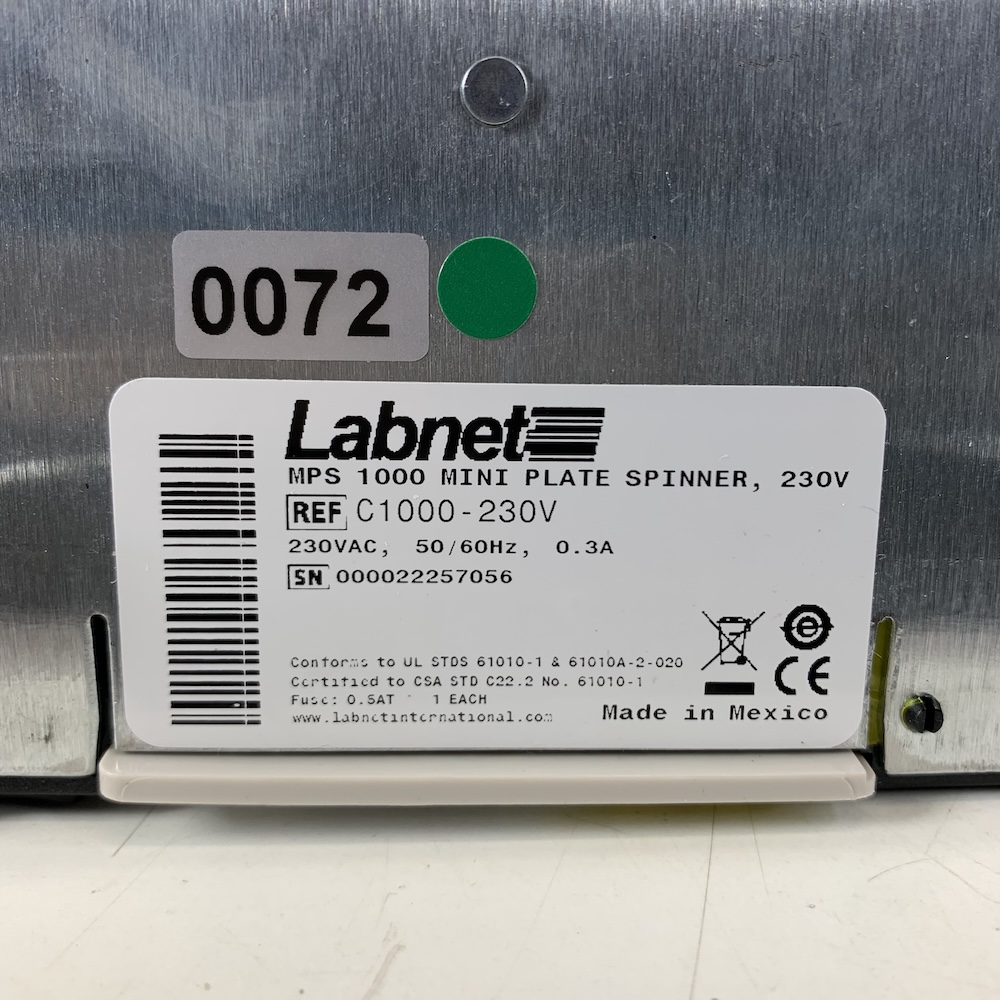 0072
Labnet
MPS 1000 MINI PLATE SPINNER, 230V
REF C1000-230V
230VAC, 50/60Hz, 0.3A
SN 000022257056
Conforms to UL STDS 61010-1 & 61010A-2-020
Certified to CSA STD C22.2 No. 61010-1
Fuse: 0.5AT 1 EACH
www.labnetinternational.com
CE
Made in Mexico